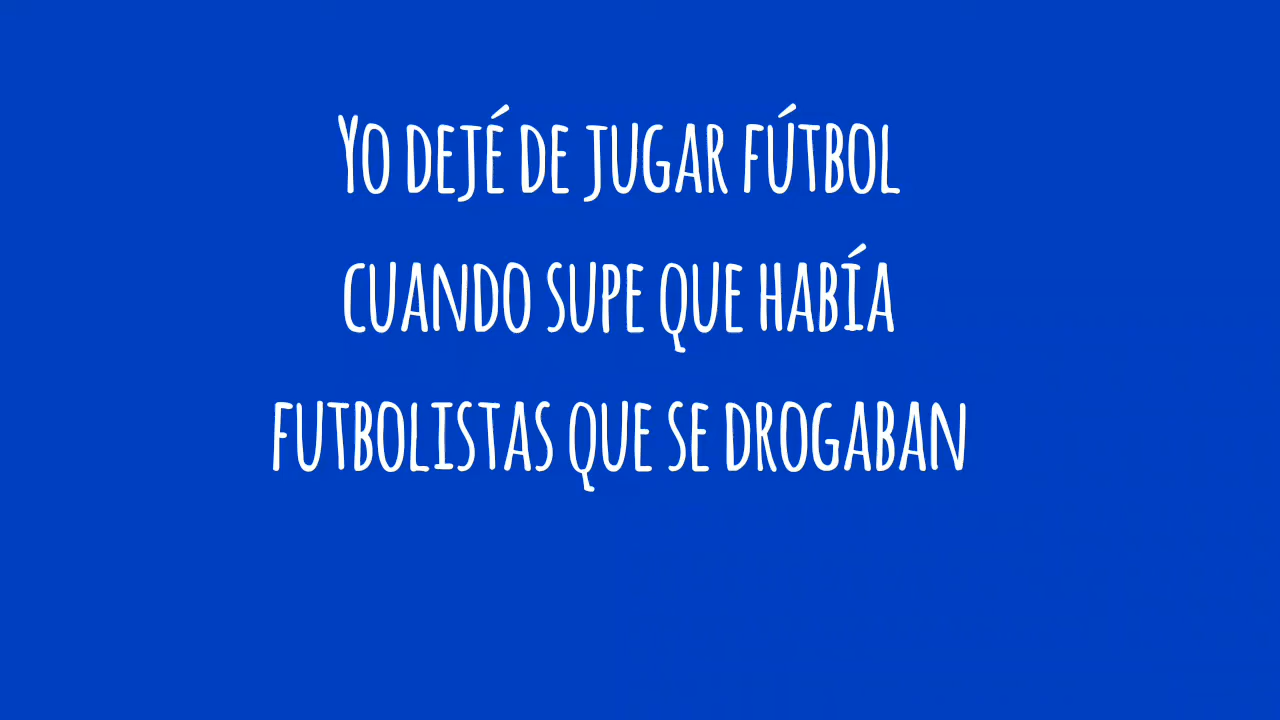 Yo dejé de jugar fútbol
cuando supe que había
futbolistas que se drogaban